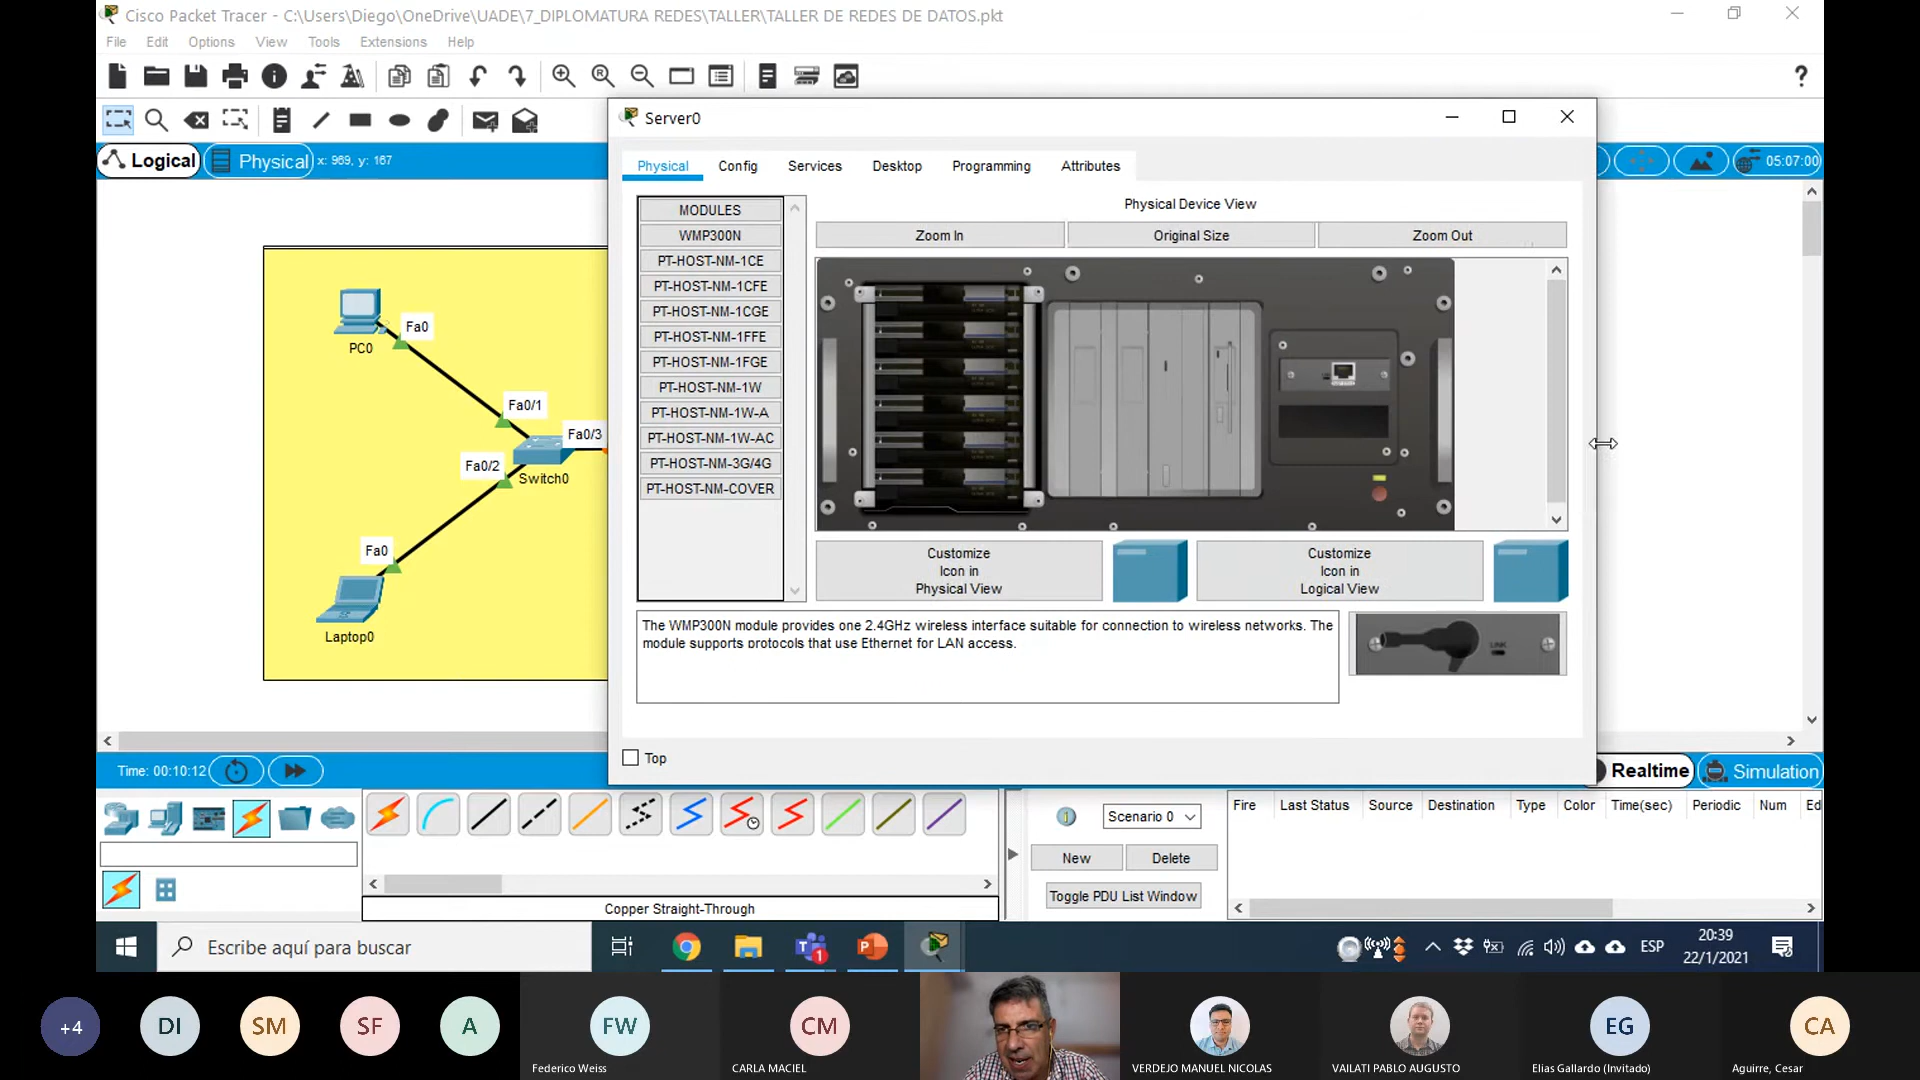 Cisco Packet Tracer - C:\Users\Diego\OneDrive\UADE\7_DIPLOMATURA REDES\TALLER\TALLER DE REDES DE DATOS.pkt
File Edit Options View Tools Extensions Help
Server0
Logical
Physical
x: 969, y: 167
05:07:00
Physical Config Services Desktop Programming Attributes
MODULES
WMP300N
PT-HOST-NM-1CE
PT-HOST-NM-1CFE
PT-HOST-NM-1CGE
PT-HOST-NM-1FFE
PT-HOST-NM-1FGE
PT-HOST-NM-1W
PT-HOST-NM-1W-A
PT-HOST-NM-1W-AC
PT-HOST-NM-3G/4G
PT-HOST-NM-COVER
Physical Device View
Zoom In Original Size Zoom Out
Fa0
PC0
Fa0/1
Fa0/3
Fa0/2
Switch0
Fa0
Laptop0
Customize
Icon in
Physical View
Customize
Icon in
Logical View
The WMP300N module provides one 2.4GHz wireless interface suitable for connection to wireless networks. The
module supports protocols that use Ethernet for LAN access.
LINK
Top
Time: 00:10:12
Realtime
Simulation
Scenario 0
New Delete
Toggle PDU List Window
Fire Last Status Source Destination Type Color Time(sec) Periodic Num Ed
Copper Straight-Through
Escribe aquí para buscar
1
ESP
20:39
22/1/2021
+4 DI SM SF A FW CM EG CA
Federico Weiss
CARLA MACIEL
VERDEJO MANUEL NICOLAS
VAILATI PABLO AUGUSTO
Elias Gallardo (Invitado)
Aguirre, Cesar